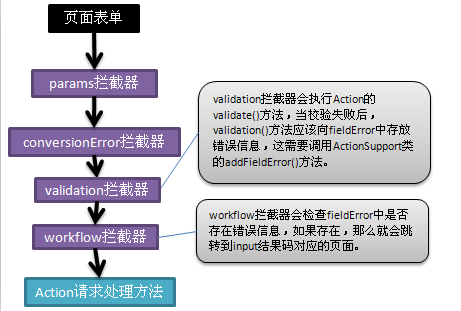 页面表单
params拦截器
conversionError拦截器
validation拦截器会执行Action的
validate()方法，当校验失败后，
validation()方法应该向fieldError中存放
错误信息，这需要调用ActionSupport类
的addFieldError()方法。
validation拦截器
workflow拦截器会检查fieldError中是否
存在错误信息，如果存在，那么就会跳
转到input结果码对应的页面。
workflow拦截器
Action请求处理方法